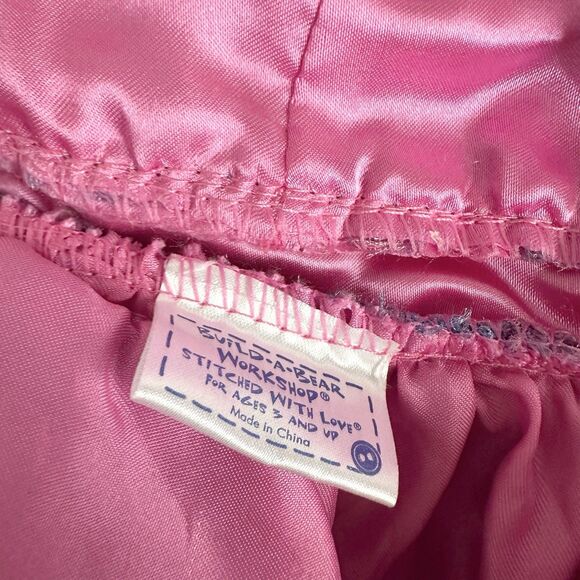 BUILD-A-BEAR
WORKSHOP®
STITCHED WITH LOVE®
FOR AGES 3 AND UP
Made in China